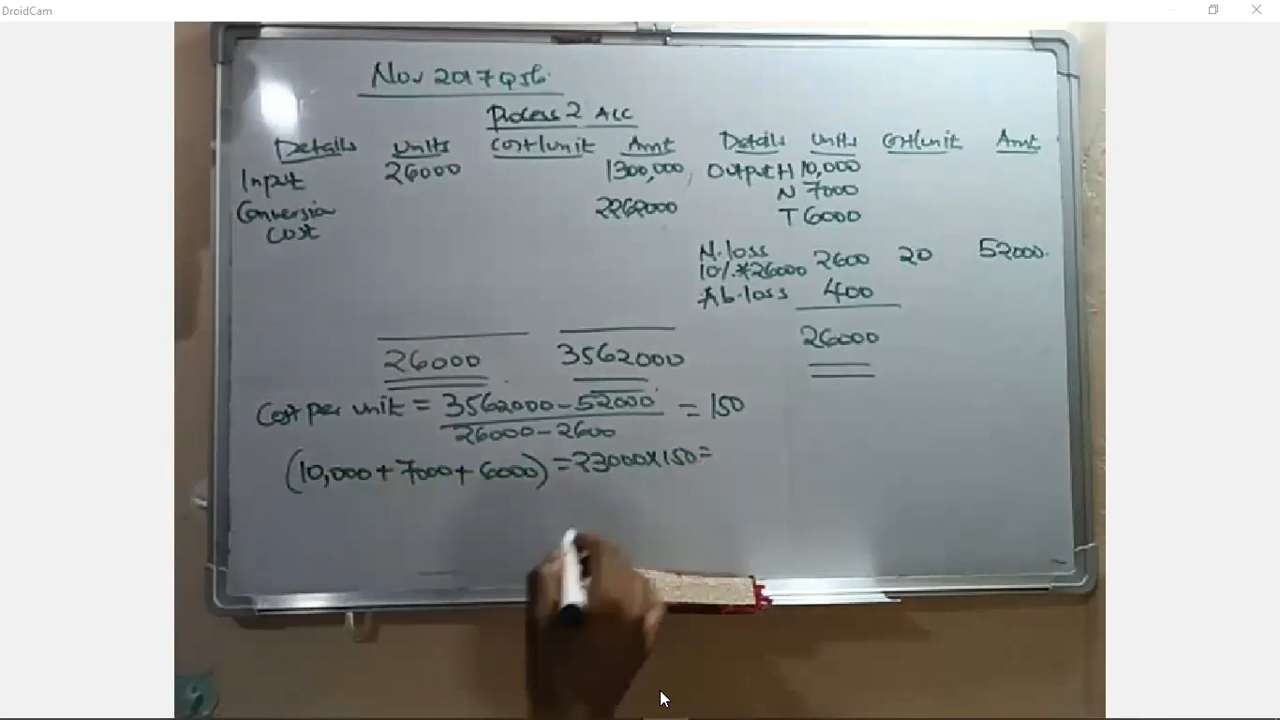 DroidCam
Nov 2017 Q5b.
Process 2 Acc
Details Units Cost/unit Amt Details Units Cost/unit Amt
Input 26000 1300,000 Output H 10,000
N 7000
Conversion 2262000 T 6000
Cost
N.loss
10%*26000 2600 20 52000.
Ab.loss 400
26000
26000 3562000
Cost per unit = 3562000 - 52000 = 150
26000 - 2600
(10,000 + 7000 + 6000) = 23000 x 150 =